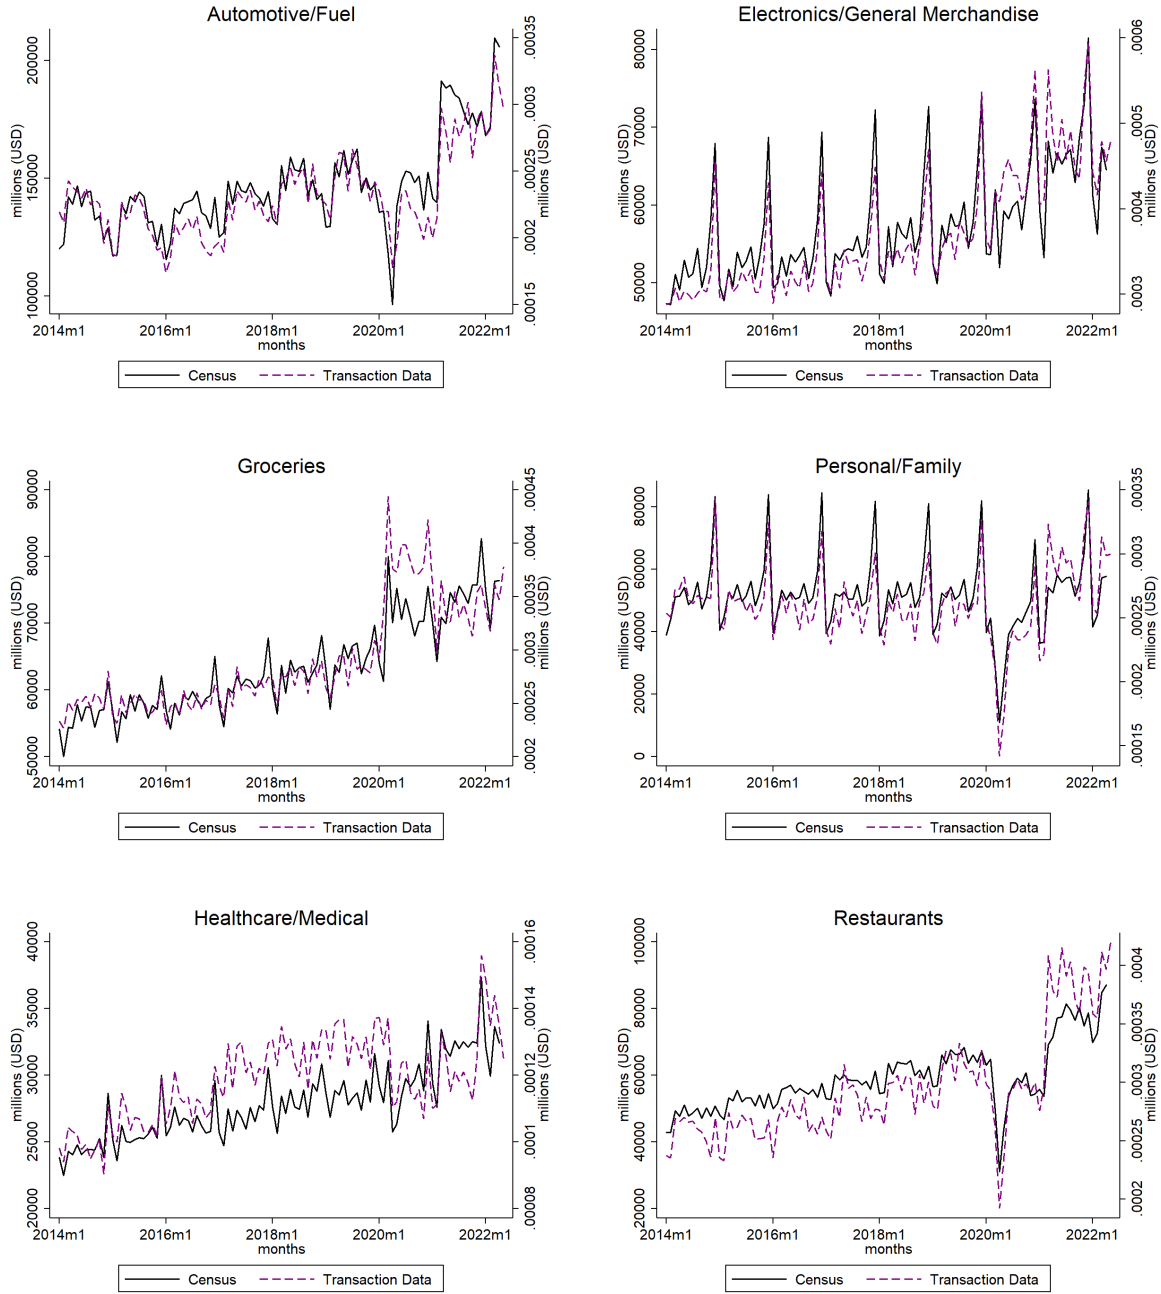 Automotive/Fuel
millions (USD)
200000
150000
100000
.00035
.0003
.00025
.0002
.00015
millions (USD)
2014m1 2016m1 2018m1 2020m1 2022m1
months
Census Transaction Data
Electronics/General Merchandise
millions (USD)
80000
70000
60000
50000
.0006
.0005
.0004
.0003
millions (USD)
2014m1 2016m1 2018m1 2020m1 2022m1
months
Census Transaction Data
Groceries
millions (USD)
90000
80000
70000
60000
50000
.00045
.0004
.00035
.0003
.00025
.0002
millions (USD)
2014m1 2016m1 2018m1 2020m1 2022m1
months
Census Transaction Data
Personal/Family
millions (USD)
80000
60000
40000
20000
0
.00035
.0003
.00025
.0002
.00015
millions (USD)
2014m1 2016m1 2018m1 2020m1 2022m1
months
Census Transaction Data
Healthcare/Medical
millions (USD)
40000
35000
30000
25000
20000
.00016
.00014
.00012
.0001
.00008
millions (USD)
2014m1 2016m1 2018m1 2020m1 2022m1
months
Census Transaction Data
Restaurants
millions (USD)
100000
80000
60000
40000
20000
.0004
.00035
.0003
.00025
.0002
millions (USD)
2014m1 2016m1 2018m1 2020m1 2022m1
months
Census Transaction Data